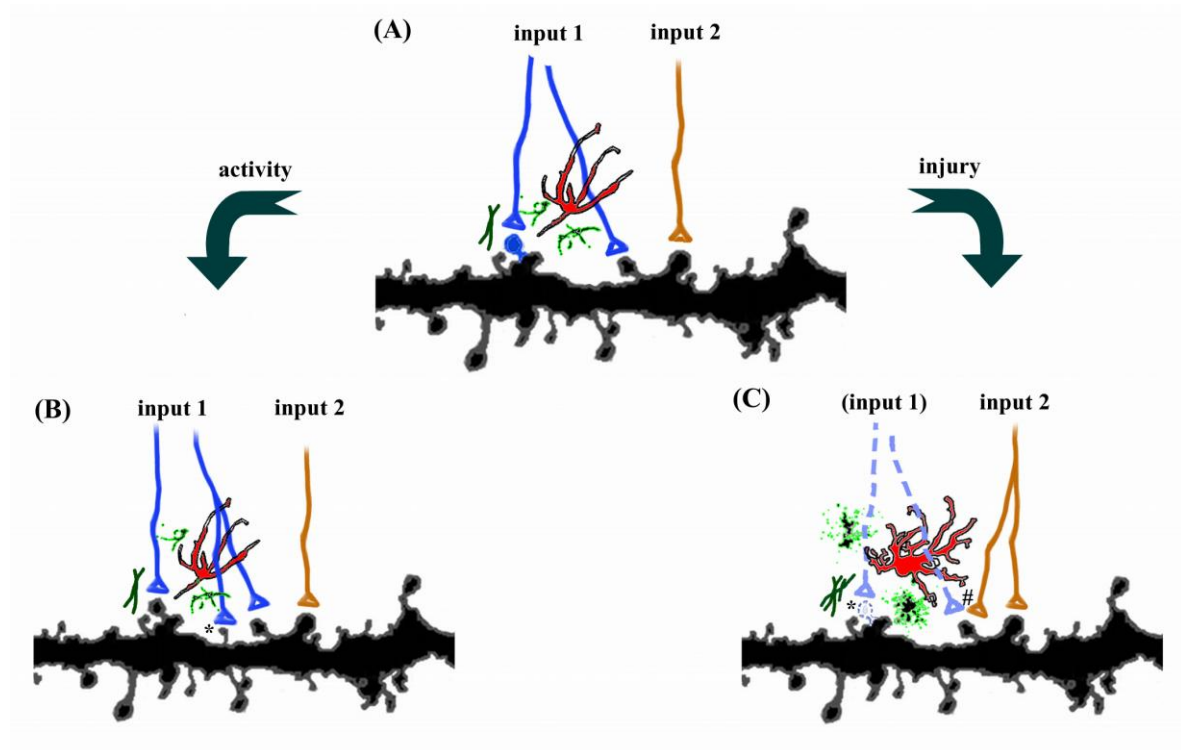 (A)
input 1
input 2
activity
injury
(B)
input 1
input 2
*
(C)
(input 1)
input 2
*
#